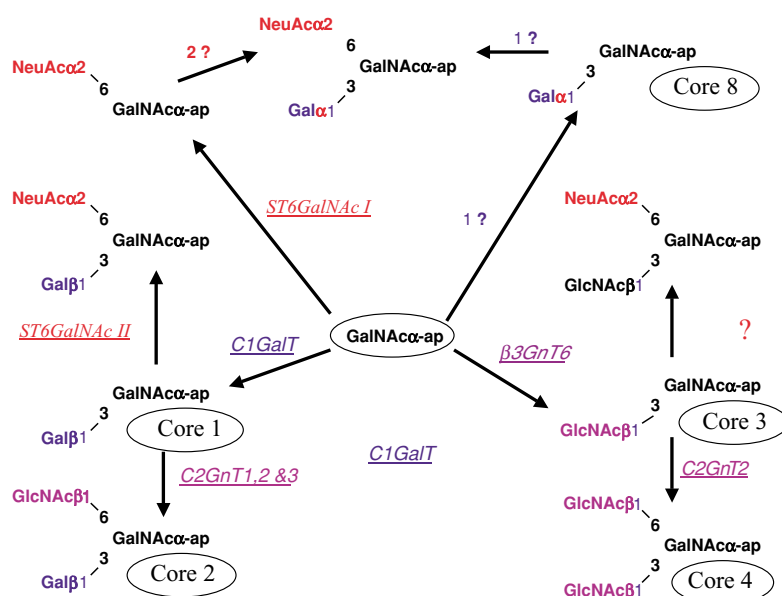 NeuAcα2
6
GalNAcα-ap
2 ?
NeuAcα2
6
GalNAcα-ap
3
Galα1
1 ?
GalNAcα-ap
3
Galα1
Core 8
ST6GalNAc I
1 ?
NeuAcα2
6
GalNAcα-ap
3
Galβ1
NeuAcα2
6
GalNAcα-ap
3
GlcNAcβ1
ST6GalNAc II
C1GalT
GalNAcα-ap
β3GnT6
?
GalNAcα-ap
3
Galβ1
Core 1
C1GalT
GalNAcα-ap
3
GlcNAcβ1
Core 3
C2GnT1,2 &3
C2GnT2
GlcNAcβ1
6
GalNAcα-ap
3
Galβ1
Core 2
GlcNAcβ1
6
GalNAcα-ap
3
GlcNAcβ1
Core 4